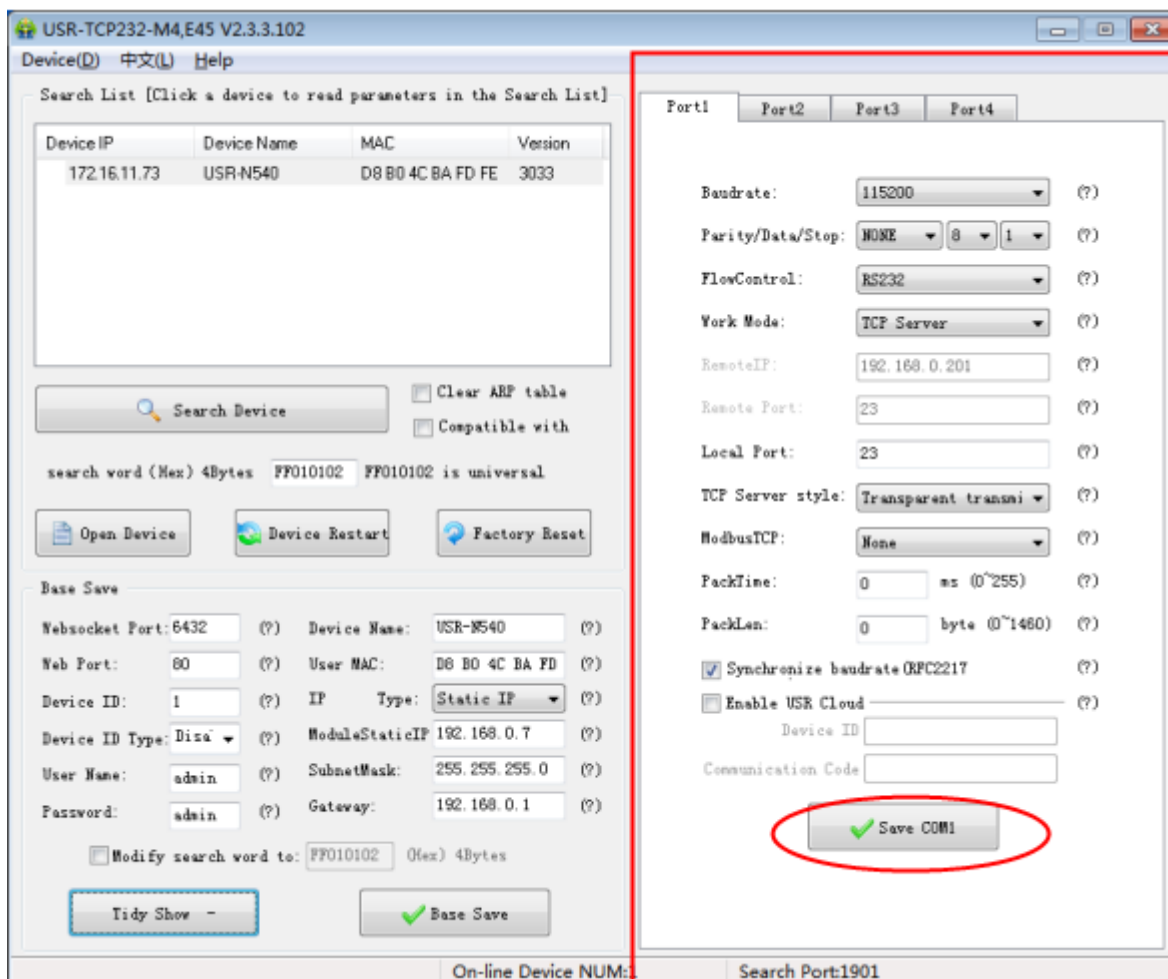 USR-TCP232-M4,E45 V2.3.3.102
Device(D) 中文(L) Help
Search List [Click a device to read parameters in the Search List]
Device IP Device Name MAC Version
172.16.11.73 USR-N540 D8 B0 4C BA FD FE 3033
Search Device
Clear ARP table
Compatible with
search word (Hex) 4Bytes FF010102 FF010102 is universal
Open Device Device Restart Factory Reset
Base Save
Websocket Port: 6432 (?) Device Name: USR-N540 (?)
Web Port: 80 (?) User MAC: D8 B0 4C BA FD (?)
Device ID: 1 (?) IP Type: Static IP (?)
Device ID Type: Disa (?) ModuleStaticIP 192.168.0.7 (?)
User Name: admin (?) SubnetMask: 255.255.255.0 (?)
Password: admin (?) Gateway: 192.168.0.1 (?)
Modify search word to: FF010102 (Hex) 4Bytes
Tidy Show - Base Save
Port1 Port2 Port3 Port4
Baudrate: 115200 (?)
Parity/Data/Stop: NONE 8 1 (?)
FlowControl: RS232 (?)
Work Mode: TCP Server (?)
RemoteIP: 192.168.0.201 (?)
Remote Port: 23 (?)
Local Port: 23 (?)
TCP Server style: Transparent transmi (?)
ModbusTCP: None (?)
PackTime: 0 ms (0~255) (?)
PackLen: 0 byte (0~1460) (?)
Synchronize baudrate(RFC2217 (?)
Enable USR Cloud (?)
Device ID
Communication Code
Save COM1
On-line Device NUM:1 Search Port:1901